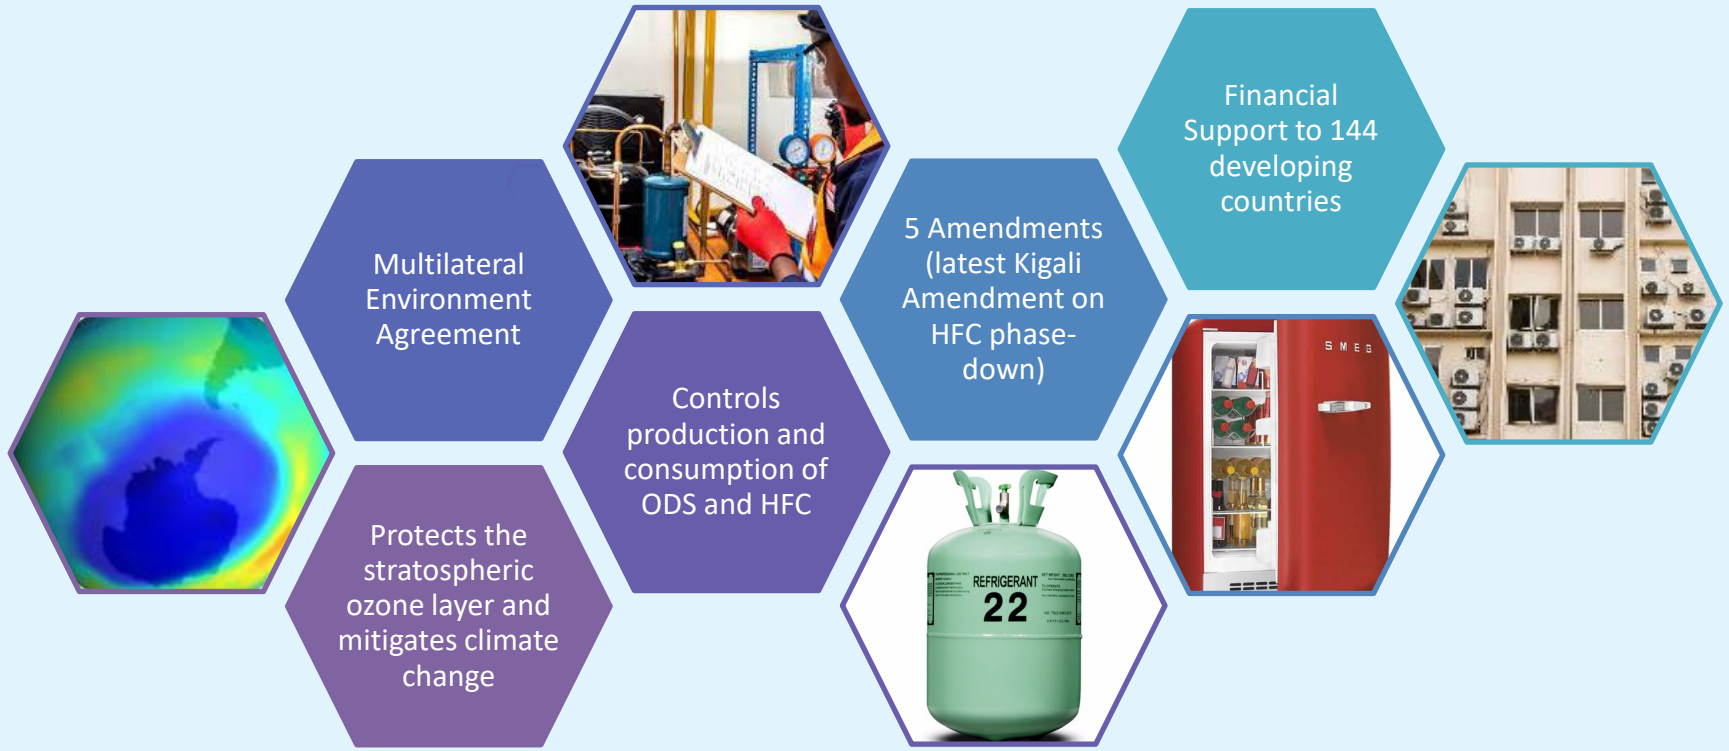 Multilateral
Environment
Agreement
Protects the
stratospheric
ozone layer and
mitigates climate
change
Controls
production and
consumption of
ODS and HFC
5 Amendments
(latest Kigali
Amendment on
HFC phase-
down)
Financial
Support to 144
developing
countries
REFRIGERANT
22
SMEG